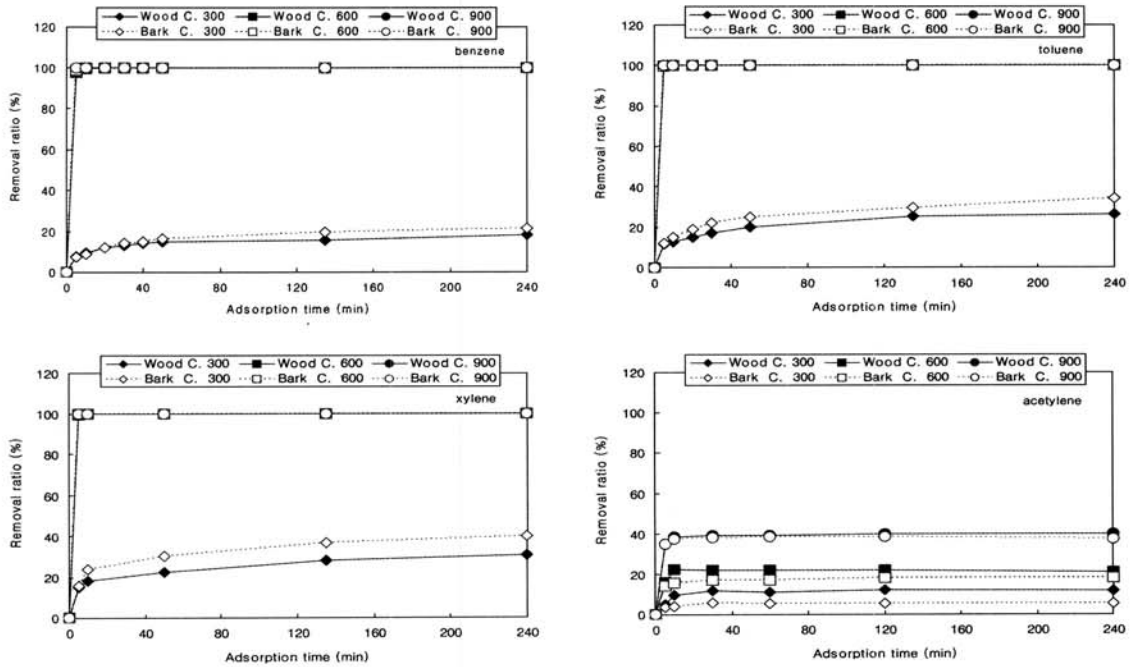 Wood C. 300 Wood C. 600 Wood C. 900
Bark C. 300 Bark C. 600 Bark C. 900
benzene
120
100
80
60
40
20
0
Removal ratio (%)
0 40 80 120 160 200 240
Adsorption time (min)
Wood C. 300 Wood C. 600 Wood C. 900
Bark C. 300 Bark C. 600 Bark C. 900
toluene
120
100
80
60
40
20
0
Removal ratio (%)
0 40 80 120 160 200 240
Adsorption time (min)
Wood C. 300 Wood C. 600 Wood C. 900
Bark C. 300 Bark C. 600 Bark C. 900
xylene
120
100
80
60
40
20
0
Removal ratio (%)
0 40 80 120 160 200 240
Adsorption time (min)
Wood C. 300 Wood C. 600 Wood C. 900
Bark C. 300 Bark C. 600 Bark C. 900
acetylene
120
100
80
60
40
20
0
Removal ratio (%)
0 40 80 120 160 200 240
Adsorption time (min)